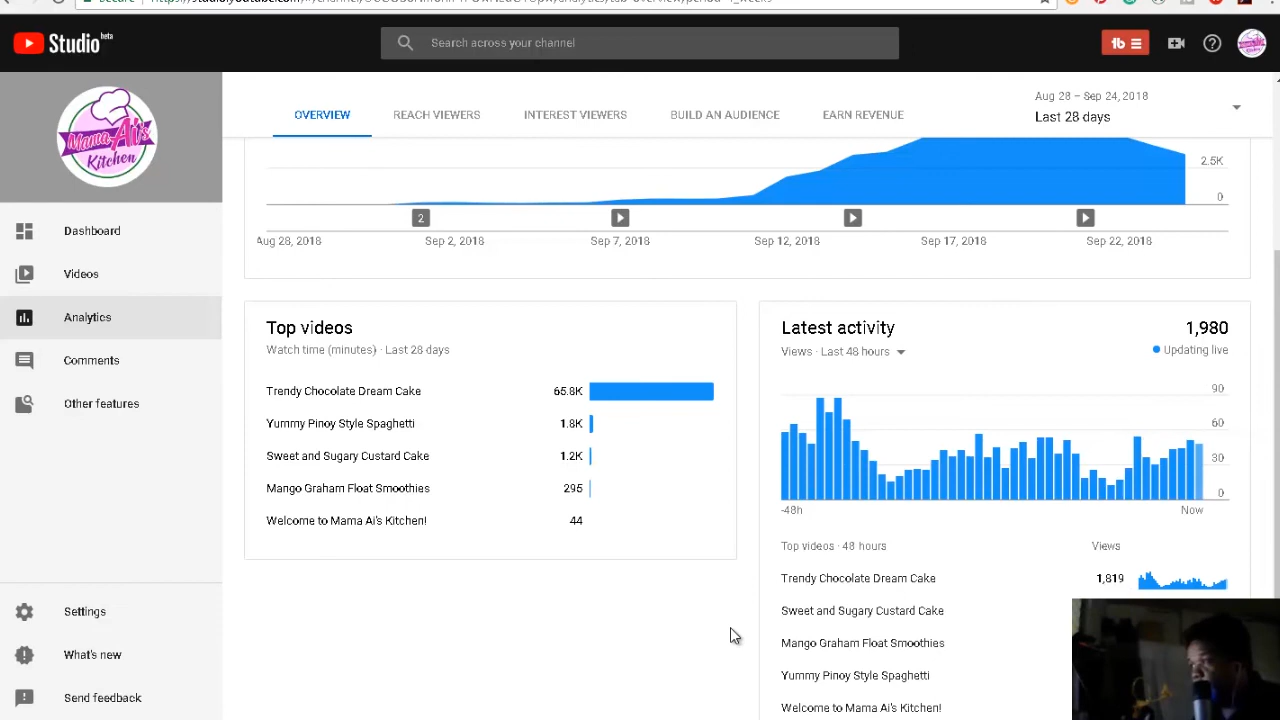 Studio beta
Search across your channel
1b
Mama Ai's
Kitchen
OVERVIEW
REACH VIEWERS
INTEREST VIEWERS
BUILD AN AUDIENCE
EARN REVENUE
Aug 28 – Sep 24, 2018
Last 28 days
Dashboard
Videos
Analytics
Comments
Other features
Settings
What's new
Send feedback
2.5K
0
2
Aug 28, 2018
Sep 2, 2018
Sep 7, 2018
Sep 12, 2018
Sep 17, 2018
Sep 22, 2018
Top videos
Watch time (minutes) · Last 28 days
Trendy Chocolate Dream Cake 65.8K
Yummy Pinoy Style Spaghetti 1.8K
Sweet and Sugary Custard Cake 1.2K
Mango Graham Float Smoothies 295
Welcome to Mama Ai's Kitchen! 44
Latest activity 1,980
Views · Last 48 hours
Updating live
90
60
30
0
-48h Now
Top videos · 48 hours Views
Trendy Chocolate Dream Cake 1,819
Sweet and Sugary Custard Cake
Mango Graham Float Smoothies
Yummy Pinoy Style Spaghetti
Welcome to Mama Ai's Kitchen!